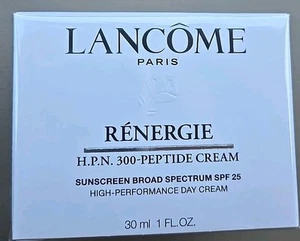 LANCÔME
PARIS
RÉNERGIE
H.P.N. 300-PEPTIDE CREAM
SUNSCREEN BROAD SPECTRUM SPF 25
HIGH-PERFORMANCE DAY CREAM
30 ml 1 FL.OZ.